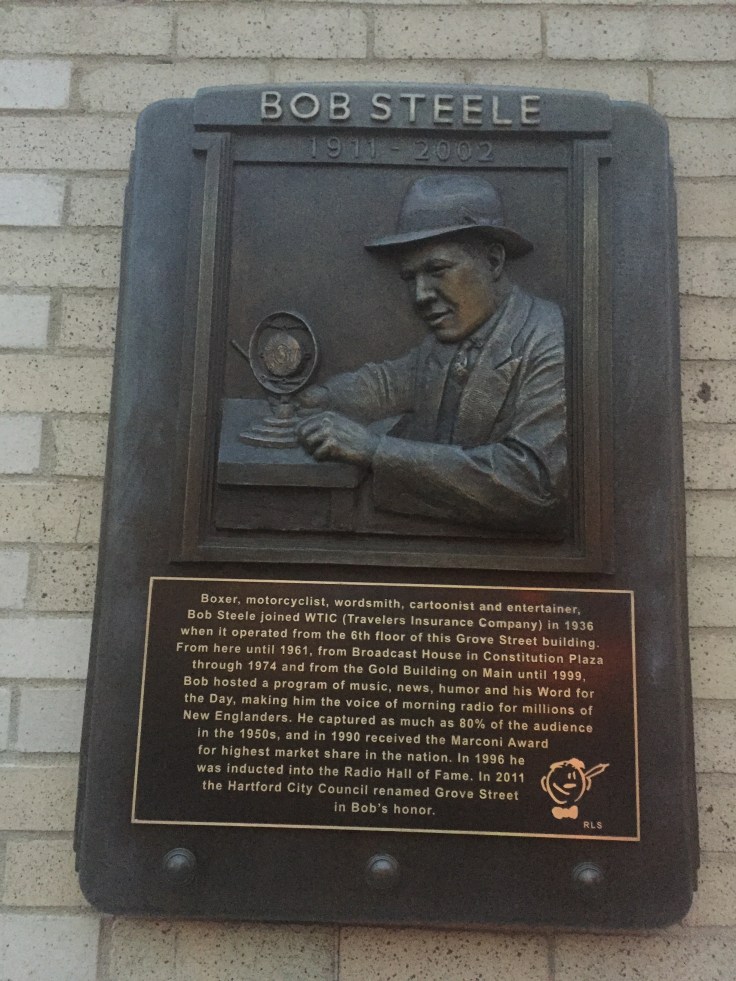 BOB STEELE
1911 - 2002
Boxer, motorcyclist, wordsmith, cartoonist and entertainer,
Bob Steele joined WTIC (Travelers Insurance Company) in 1936
when it operated from the 6th floor of this Grove Street building.
From here until 1961, from Broadcast House in Constitution Plaza
through 1974 and from the Gold Building on Main until 1999,
Bob hosted a program of music, news, humor and his Word for
the Day, making him the voice of morning radio for millions of
New Englanders. He captured as much as 80% of the audience
in the 1950s, and in 1990 received the Marconi Award
for highest market share in the nation. In 1996 he
was inducted into the Radio Hall of Fame. In 2011
the Hartford City Council renamed Grove Street
in Bob's honor.
RLS